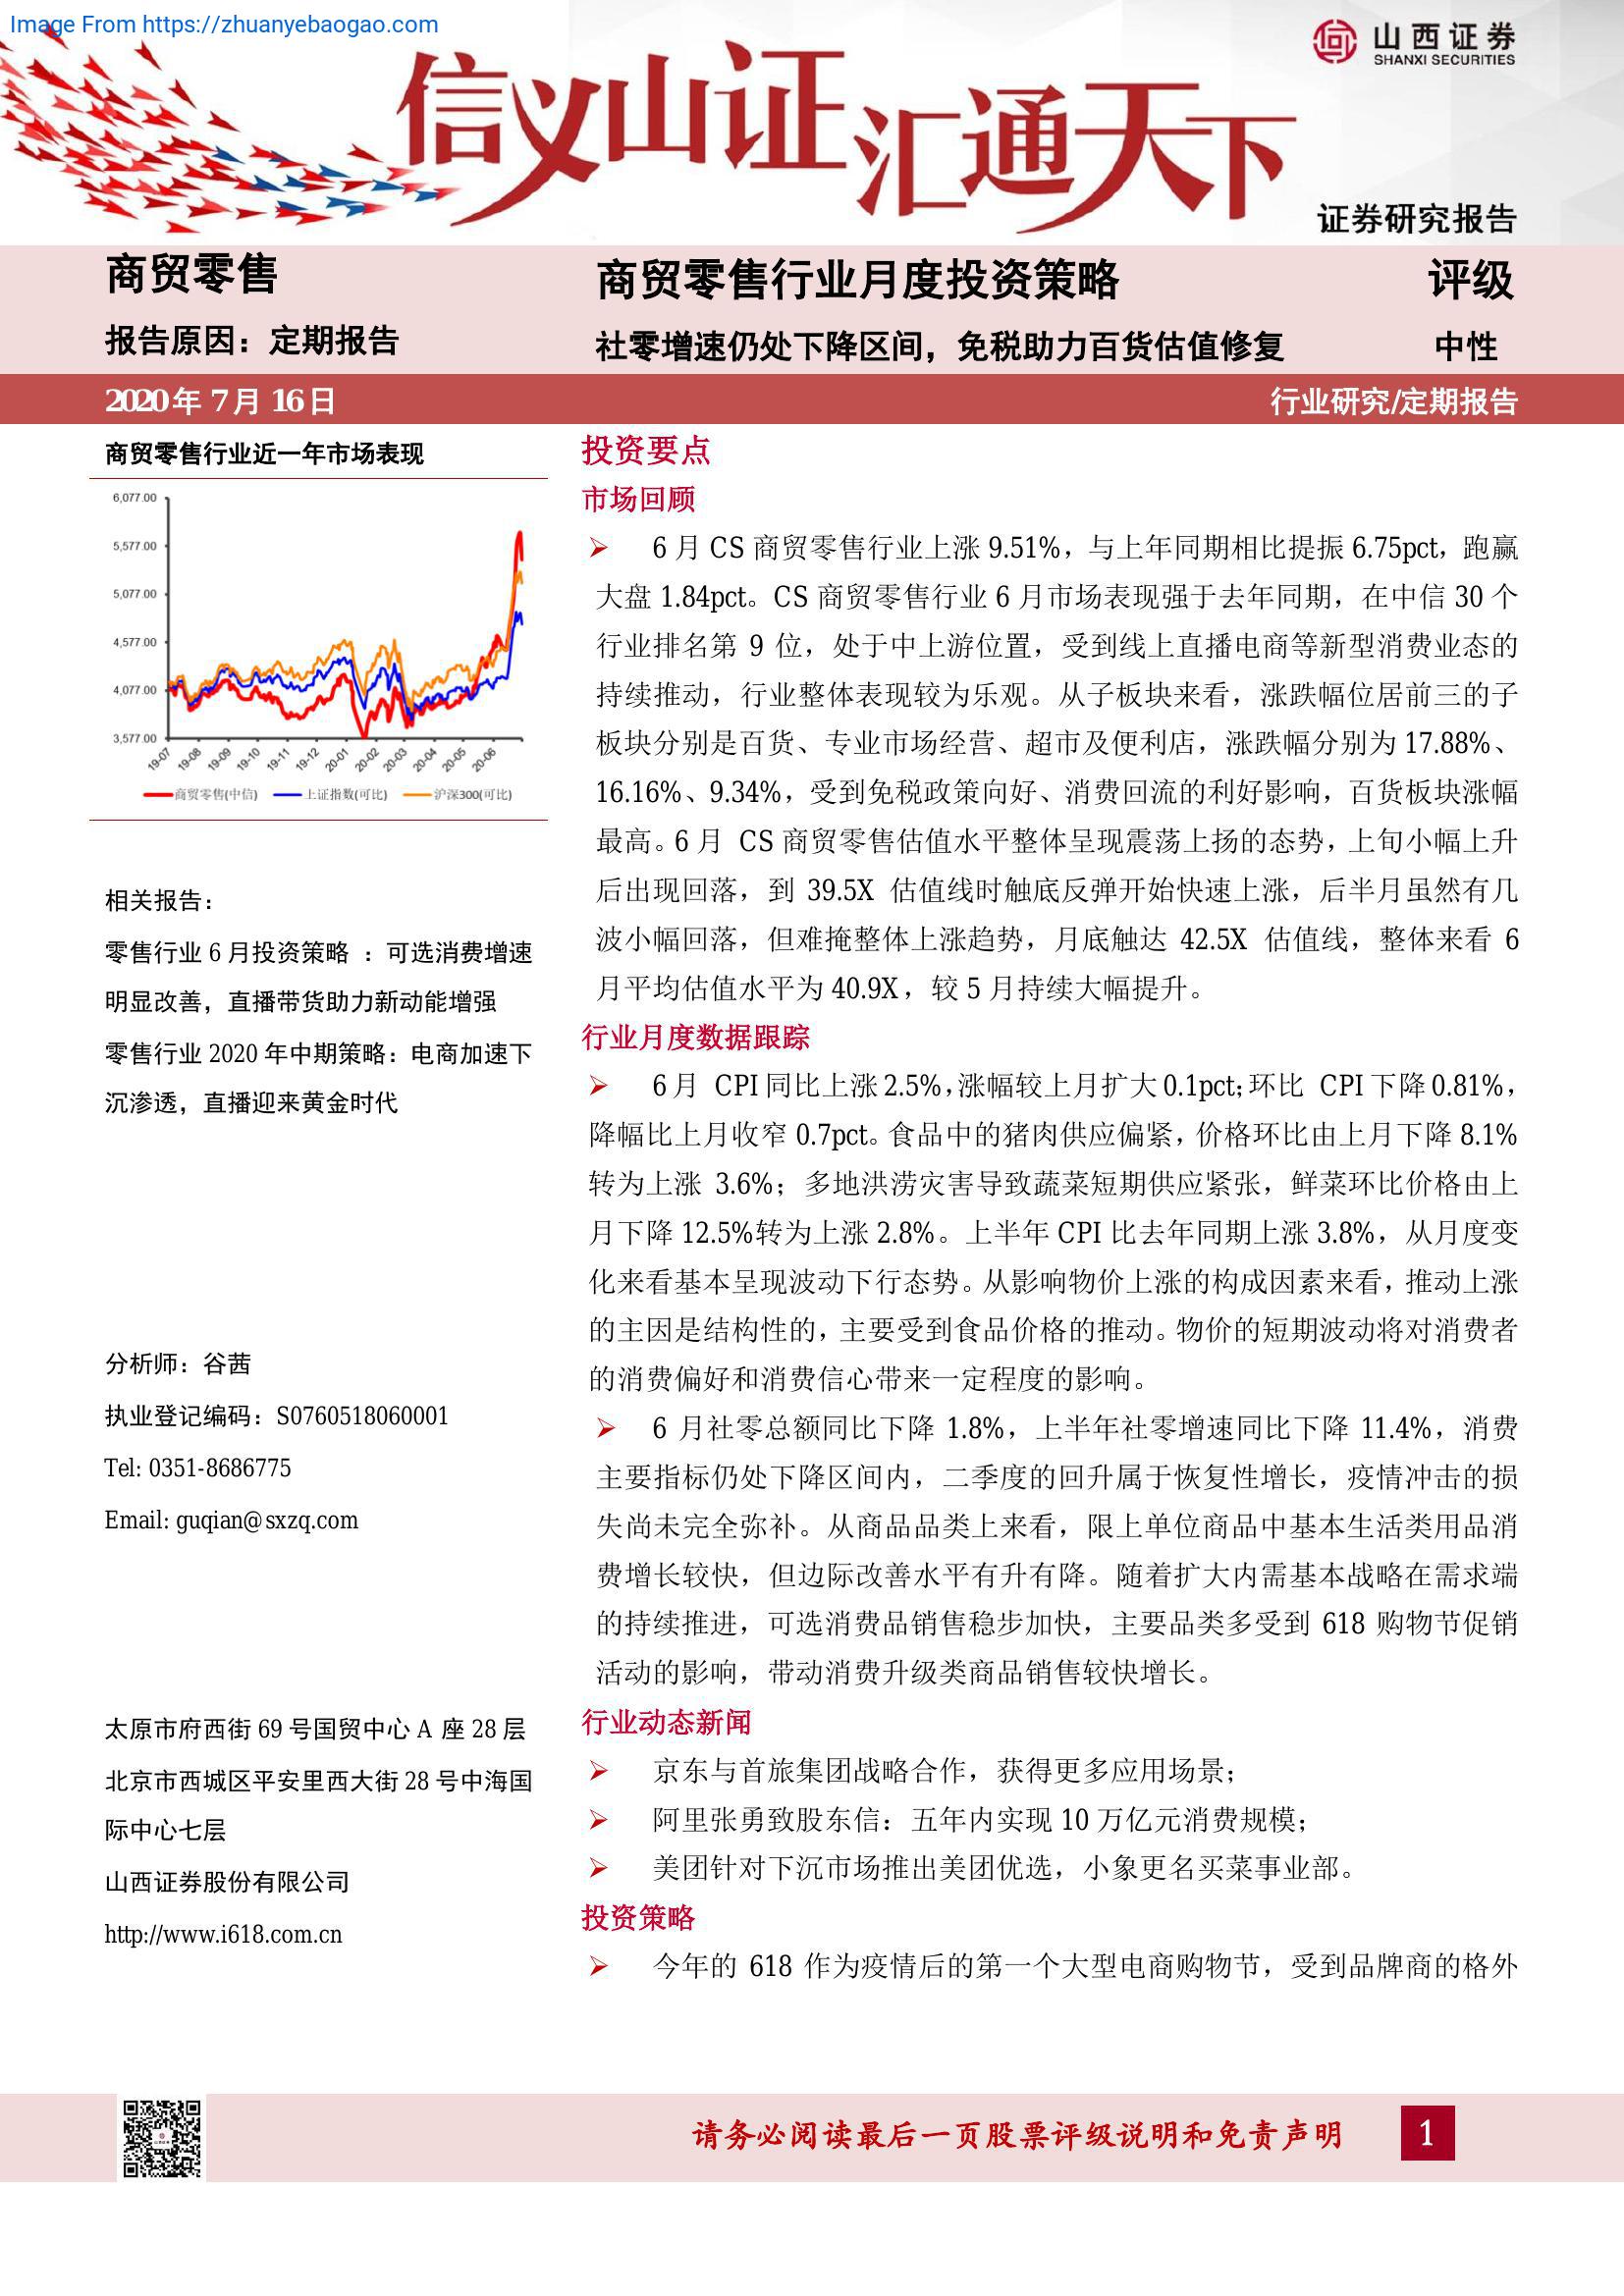 Image From https://zhuanyebaogao.com
山西证券
SHANXI SECURITIES
信义山证汇通天下
证券研究报告
商贸零售
报告原因：定期报告
商贸零售行业月度投资策略
评级
社零增速仍处下降区间，免税助力百货估值修复
中性
2020年 7月 16日
行业研究/定期报告
商贸零售行业近一年市场表现
6,077.00
5,577.00
5,077.00
4,577.00
4,077.00
3,577.00
19-07 19-08 19-09 19-10 19-11 19-12 20-01 20-02 20-03 20-04 20-05 20-06
商贸零售(中信) 上证指数(可比) 沪深300(可比)
相关报告：
零售行业 6 月投资策略 ：可选消费增速
明显改善，直播带货助力新动能增强
零售行业 2020 年中期策略：电商加速下
沉渗透，直播迎来黄金时代
分析师：谷茜
执业登记编码：S0760518060001
Tel: 0351-8686775
Email: guqian@sxzq.com
太原市府西街 69 号国贸中心 A 座 28 层
北京市西城区平安里西大街 28 号中海国
际中心七层
山西证券股份有限公司
http://www.i618.com.cn
投资要点
市场回顾
6 月 CS 商贸零售行业上涨 9.51%，与上年同期相比提振 6.75pct，跑赢
大盘 1.84pct。CS 商贸零售行业 6 月市场表现强于去年同期，在中信 30 个
行业排名第 9 位，处于中上游位置，受到线上直播电商等新型消费业态的
持续推动，行业整体表现较为乐观。从子板块来看，涨跌幅位居前三的子
板块分别是百货、专业市场经营、超市及便利店，涨跌幅分别为 17.88%、
16.16%、9.34%，受到免税政策向好、消费回流的利好影响，百货板块涨幅
最高。6 月 CS 商贸零售估值水平整体呈现震荡上扬的态势，上旬小幅上升
后出现回落，到 39.5X 估值线时触底反弹开始快速上涨，后半月虽然有几
波小幅回落，但难掩整体上涨趋势，月底触达 42.5X 估值线，整体来看 6
月平均估值水平为 40.9X，较 5 月持续大幅提升。
行业月度数据跟踪
6 月 CPI 同比上涨 2.5%，涨幅较上月扩大 0.1pct；环比 CPI 下降 0.81%，
降幅比上月收窄 0.7pct。食品中的猪肉供应偏紧，价格环比由上月下降 8.1%
转为上涨 3.6%；多地洪涝灾害导致蔬菜短期供应紧张，鲜菜环比价格由上
月下降 12.5%转为上涨 2.8%。上半年 CPI 比去年同期上涨 3.8%，从月度变
化来看基本呈现波动下行态势。从影响物价上涨的构成因素来看，推动上涨
的主因是结构性的，主要受到食品价格的推动。物价的短期波动将对消费者
的消费偏好和消费信心带来一定程度的影响。
6 月社零总额同比下降 1.8%，上半年社零增速同比下降 11.4%，消费
主要指标仍处下降区间内，二季度的回升属于恢复性增长，疫情冲击的损
失尚未完全弥补。从商品品类上来看，限上单位商品中基本生活类用品消
费增长较快，但边际改善水平有升有降。随着扩大内需基本战略在需求端
的持续推进，可选消费品销售稳步加快，主要品类多受到 618 购物节促销
活动的影响，带动消费升级类商品销售较快增长。
行业动态新闻
京东与首旅集团战略合作，获得更多应用场景；
阿里张勇致股东信：五年内实现 10 万亿元消费规模；
美团针对下沉市场推出美团优选，小象更名买菜事业部。
投资策略
今年的 618 作为疫情后的第一个大型电商购物节，受到品牌商的格外
请务必阅读最后一页股票评级说明和免责声明
1